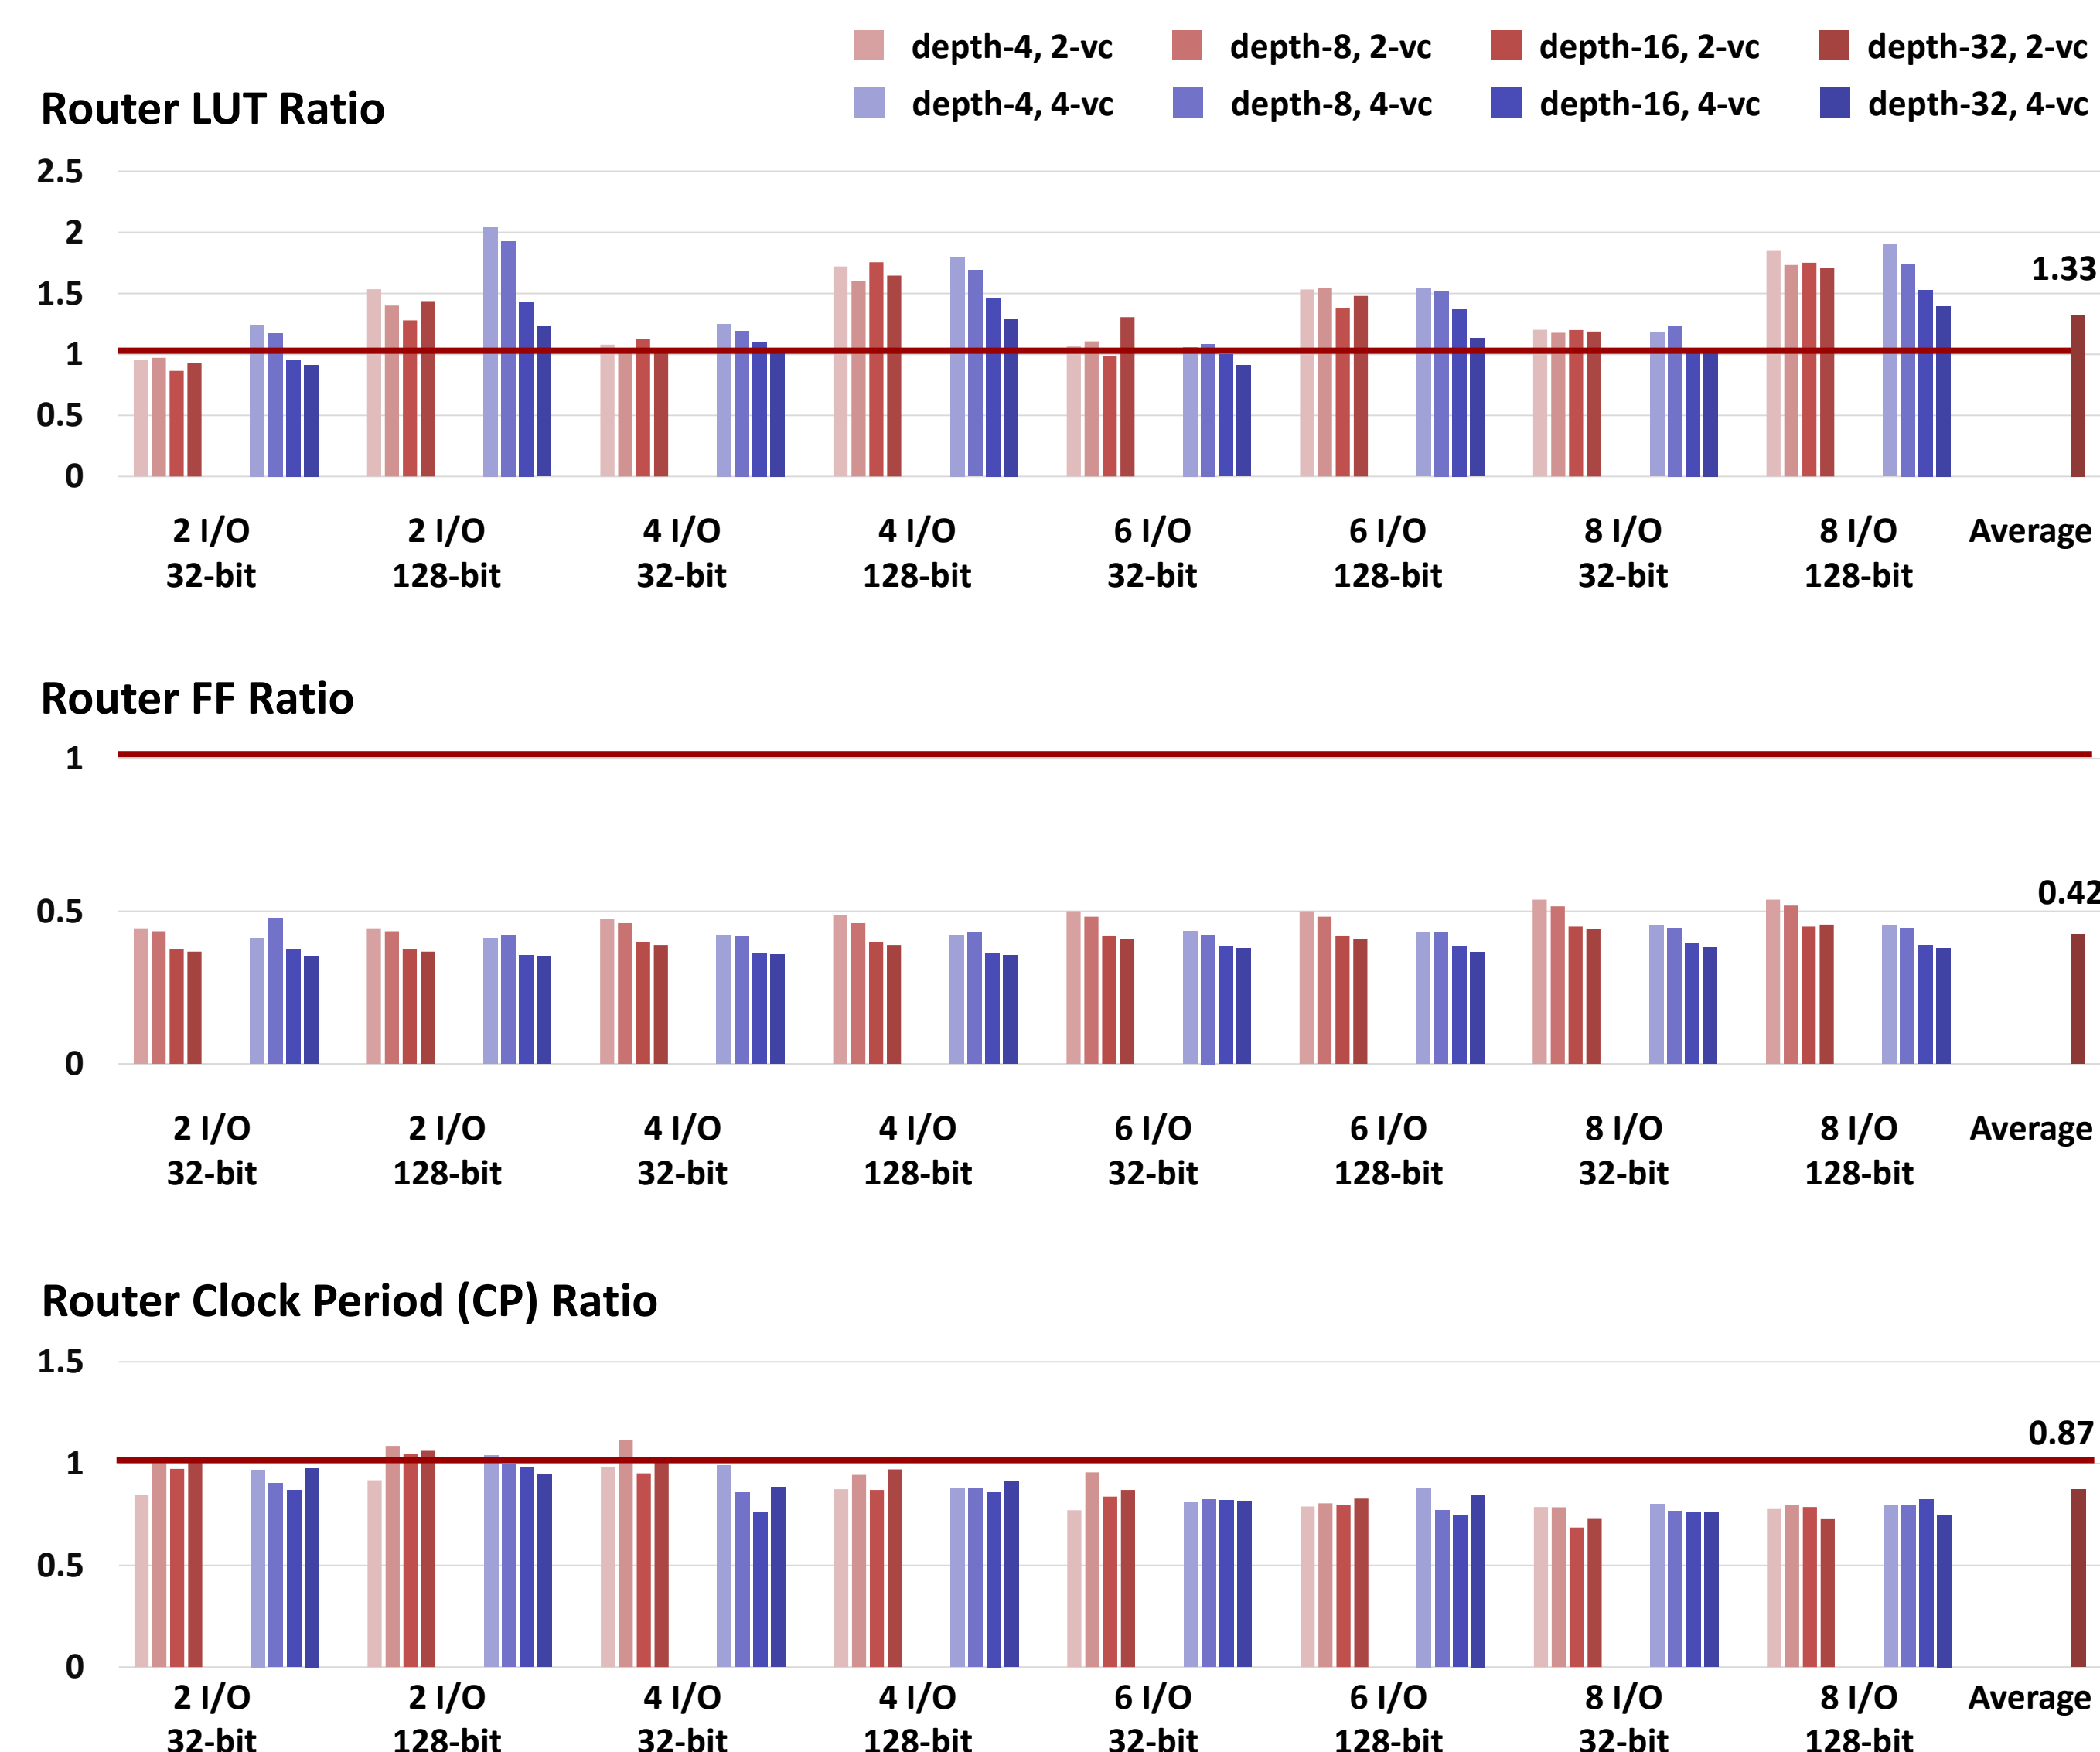 depth-4, 2-vc depth-8, 2-vc depth-16, 2-vc depth-32, 2-vc
depth-4, 4-vc depth-8, 4-vc depth-16, 4-vc depth-32, 4-vc
Router LUT Ratio
2.5
2
1.5
1
0.5
0
1.33
2 I/O 2 I/O 4 I/O 4 I/O 6 I/O 6 I/O 8 I/O 8 I/O Average
32-bit 128-bit 32-bit 128-bit 32-bit 128-bit 32-bit 128-bit
Router FF Ratio
1
0.5
0
0.42
2 I/O 2 I/O 4 I/O 4 I/O 6 I/O 6 I/O 8 I/O 8 I/O Average
32-bit 128-bit 32-bit 128-bit 32-bit 128-bit 32-bit 128-bit
Router Clock Period (CP) Ratio
1.5
1
0.5
0
0.87
2 I/O 2 I/O 4 I/O 4 I/O 6 I/O 6 I/O 8 I/O 8 I/O Average
32-bit 128-bit 32-bit 128-bit 32-bit 128-bit 32-bit 128-bit